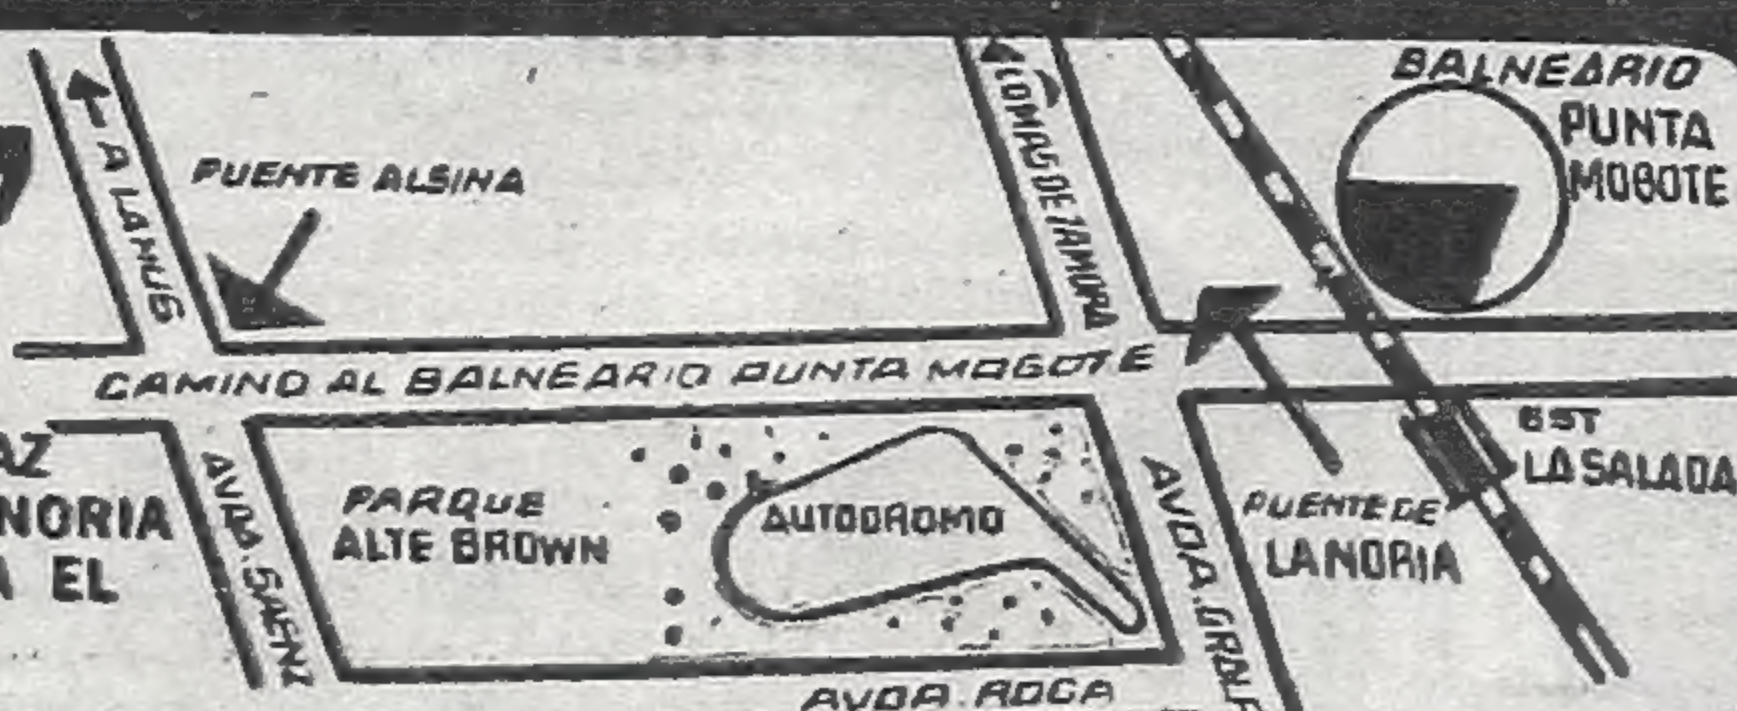 BALNEARIO
PUNTA
MOGOTE
A LANUS
PUENTE ALSINA
LOMAS DE ZAMORA
CAMINO AL BALNEARIO PUNTA MOGOTE
EST
LA SALADA
AZ
NORIA
EL
AVDA. SAENZ
PARQUE
ALTE BROWN
AUTODROMO
AVDA. GRAL
PUENTE DE
LA NORIA
AVDA. ROCA